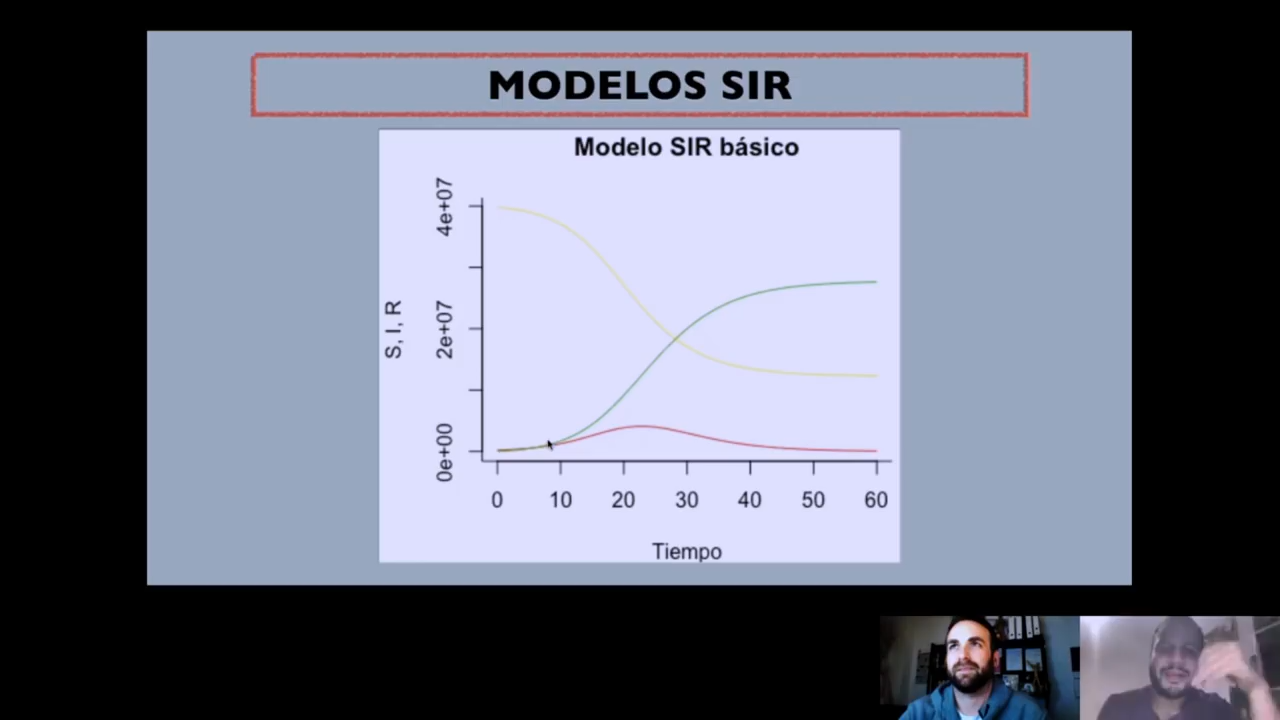 MODELOS SIR
Modelo SIR básico
4e+07
2e+07
0e+00
S, I, R
0 10 20 30 40 50 60
Tiempo